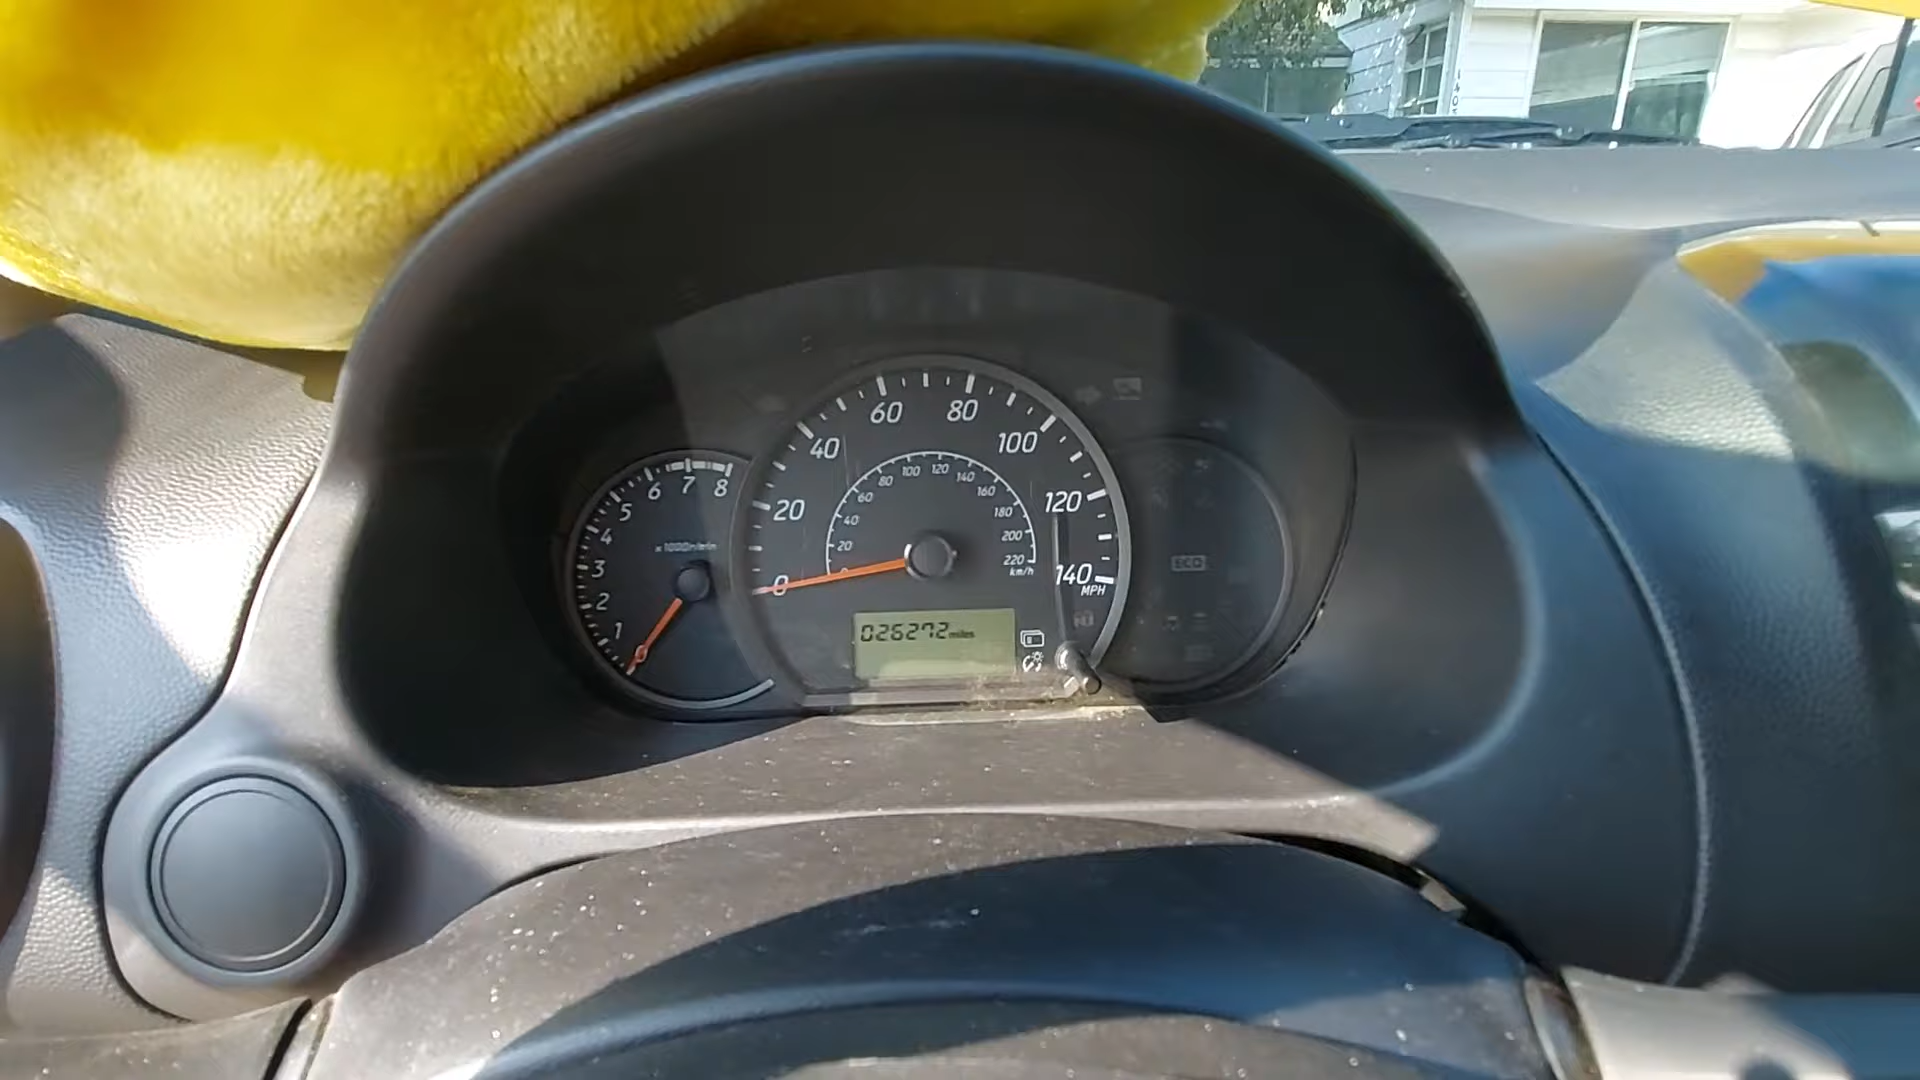 60 80
40 100
20 120
0 140
MPH
100 120
80 140
60 160
40 180
20 200
0 220
km/h
6 7 8
5
4
3
2
1
x1000r/min
026272 miles
ECO